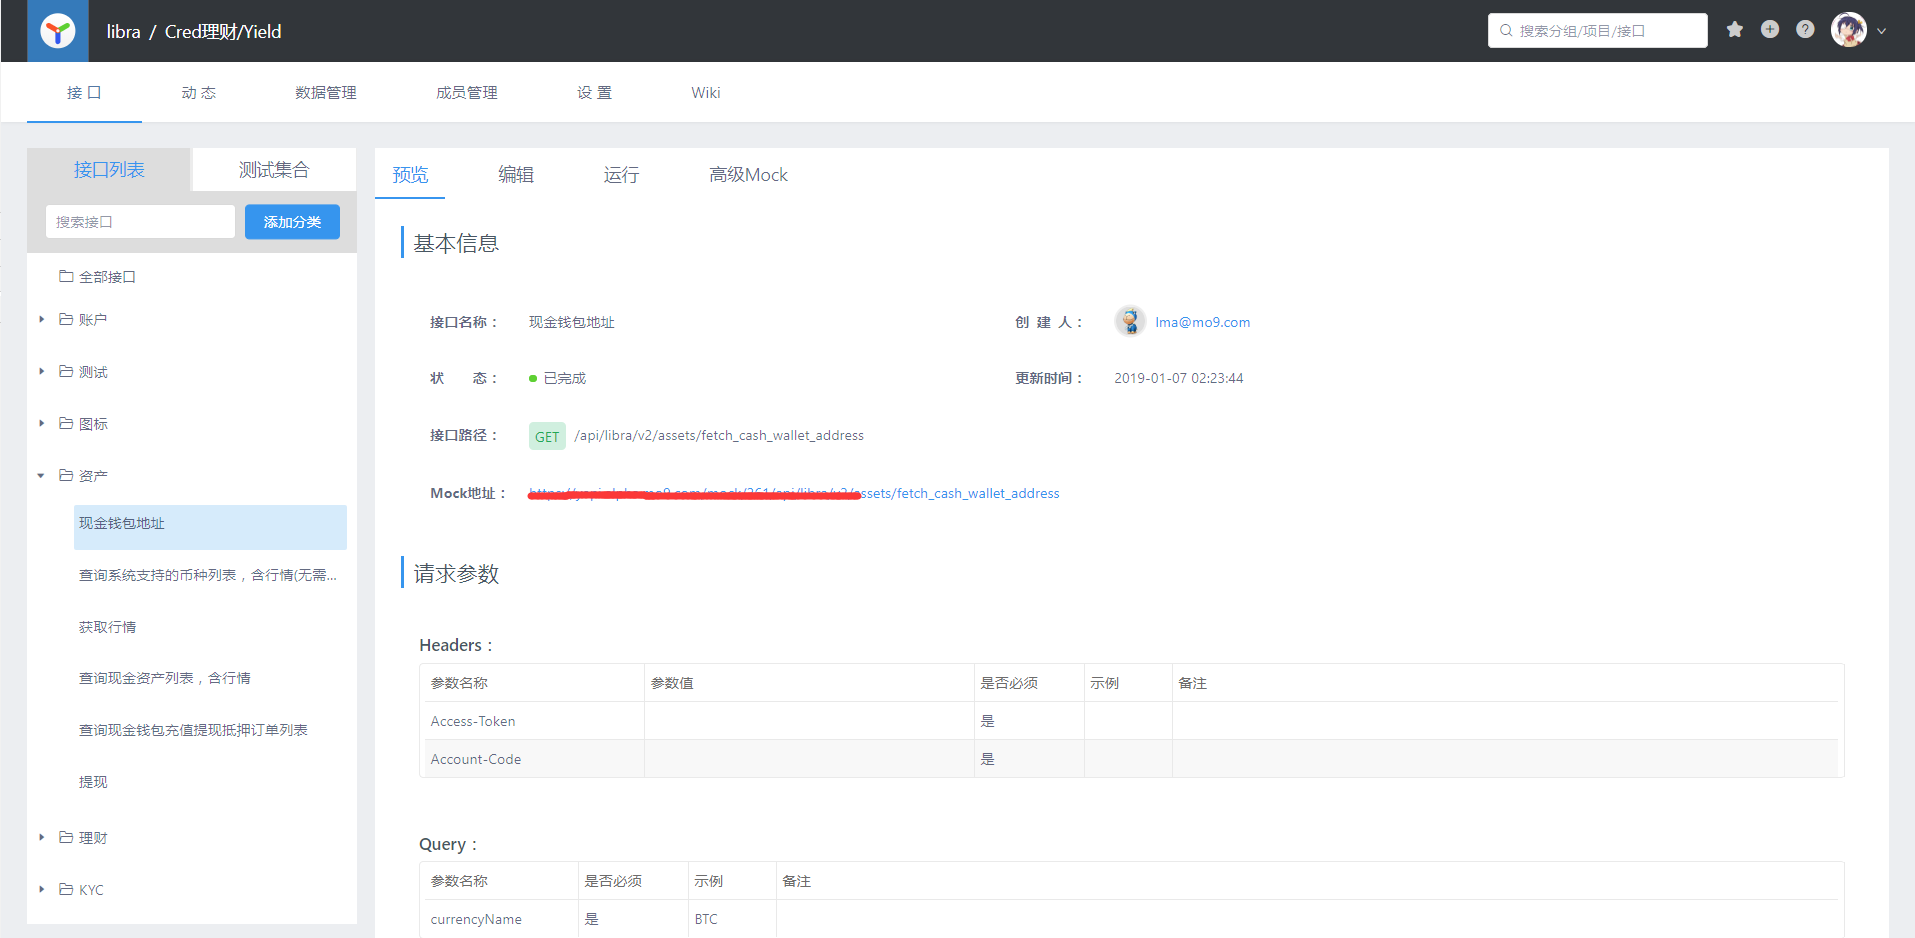 libra / Cred理财/Yield
搜索分组/项目/接口
接 口 动 态 数据管理 成员管理 设 置 Wiki
接口列表 测试集合
搜索接口 添加分类
全部接口
账户
测试
图标
资产
现金钱包地址
查询系统支持的币种列表，含行情(无需...
获取行情
查询现金资产列表，含行情
查询现金钱包充值提现抵押订单列表
提现
理财
KYC
预览 编辑 运行 高级Mock
基本信息
接口名称： 现金钱包地址 创 建 人： lma@mo9.com
状 态： 已完成 更新时间： 2019-01-07 02:23:44
接口路径： GET /api/libra/v2/assets/fetch_cash_wallet_address
Mock地址： assets/fetch_cash_wallet_address
请求参数
Headers：
参数名称 参数值 是否必须 示例 备注
Access-Token 是
Account-Code 是
Query：
参数名称 是否必须 示例 备注
currencyName 是 BTC